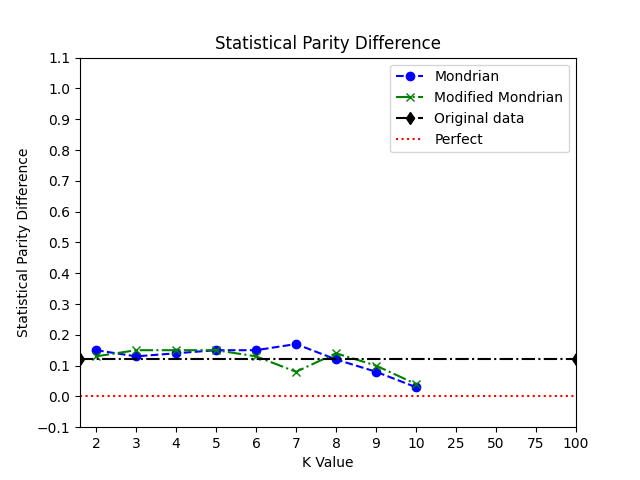 Statistical Parity Difference
Statistical Parity Difference
1.1
1.0
0.9
0.8
0.7
0.6
0.5
0.4
0.3
0.2
0.1
0.0
−0.1
Mondrian
Modified Mondrian
Original data
Perfect
2 3 4 5 6 7 8 9 10 25 50 75 100
K Value